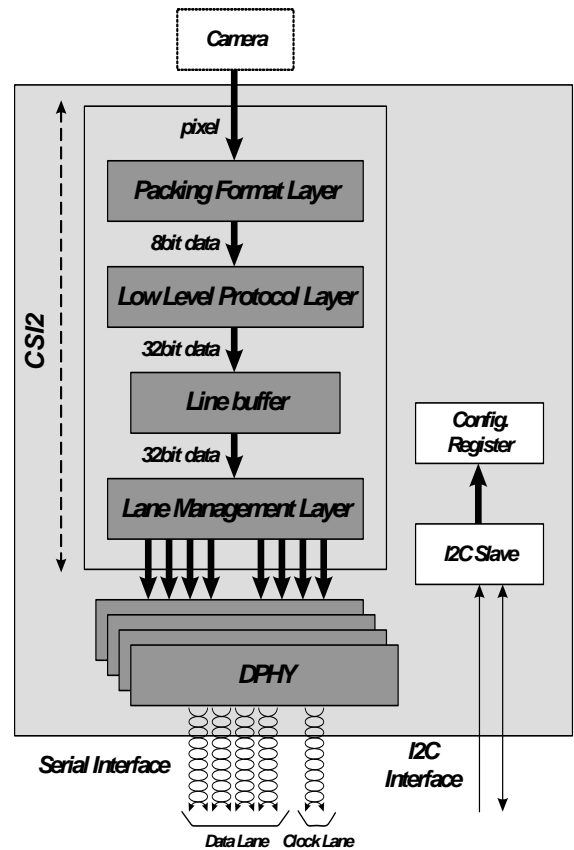 Camera
pixel
Packing Format Layer
8bit data
Low Level Protocol Layer
32bit data
Line buffer
32bit data
Lane Management Layer
CSI2
Config.
Register
I2C Slave
DPHY
Serial Interface
I2C
Interface
Data Lane
Clock Lane